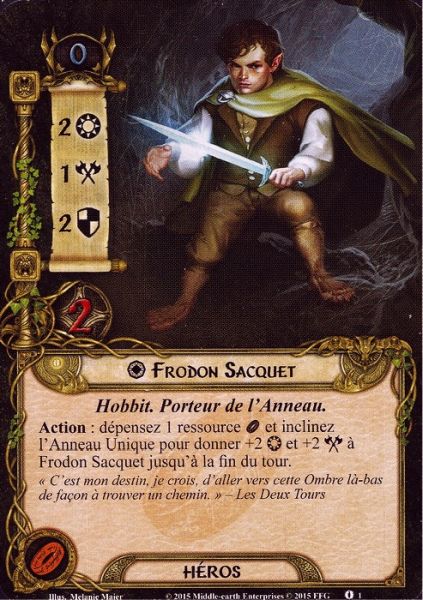 0
2
1
2
2
Frodon Sacquet
Hobbit. Porteur de l'Anneau.
Action : dépensez 1 ressource et inclinez
l'Anneau Unique pour donner +2 et +2 à
Frodon Sacquet jusqu'à la fin du tour.
« C'est mon destin, je crois, d'aller vers cette Ombre là-bas
de façon à trouver un chemin. » – Les Deux Tours
HÉROS
Illus. Melanie Maier © 2015 Middle-earth Enterprises © 2015 FFG 1